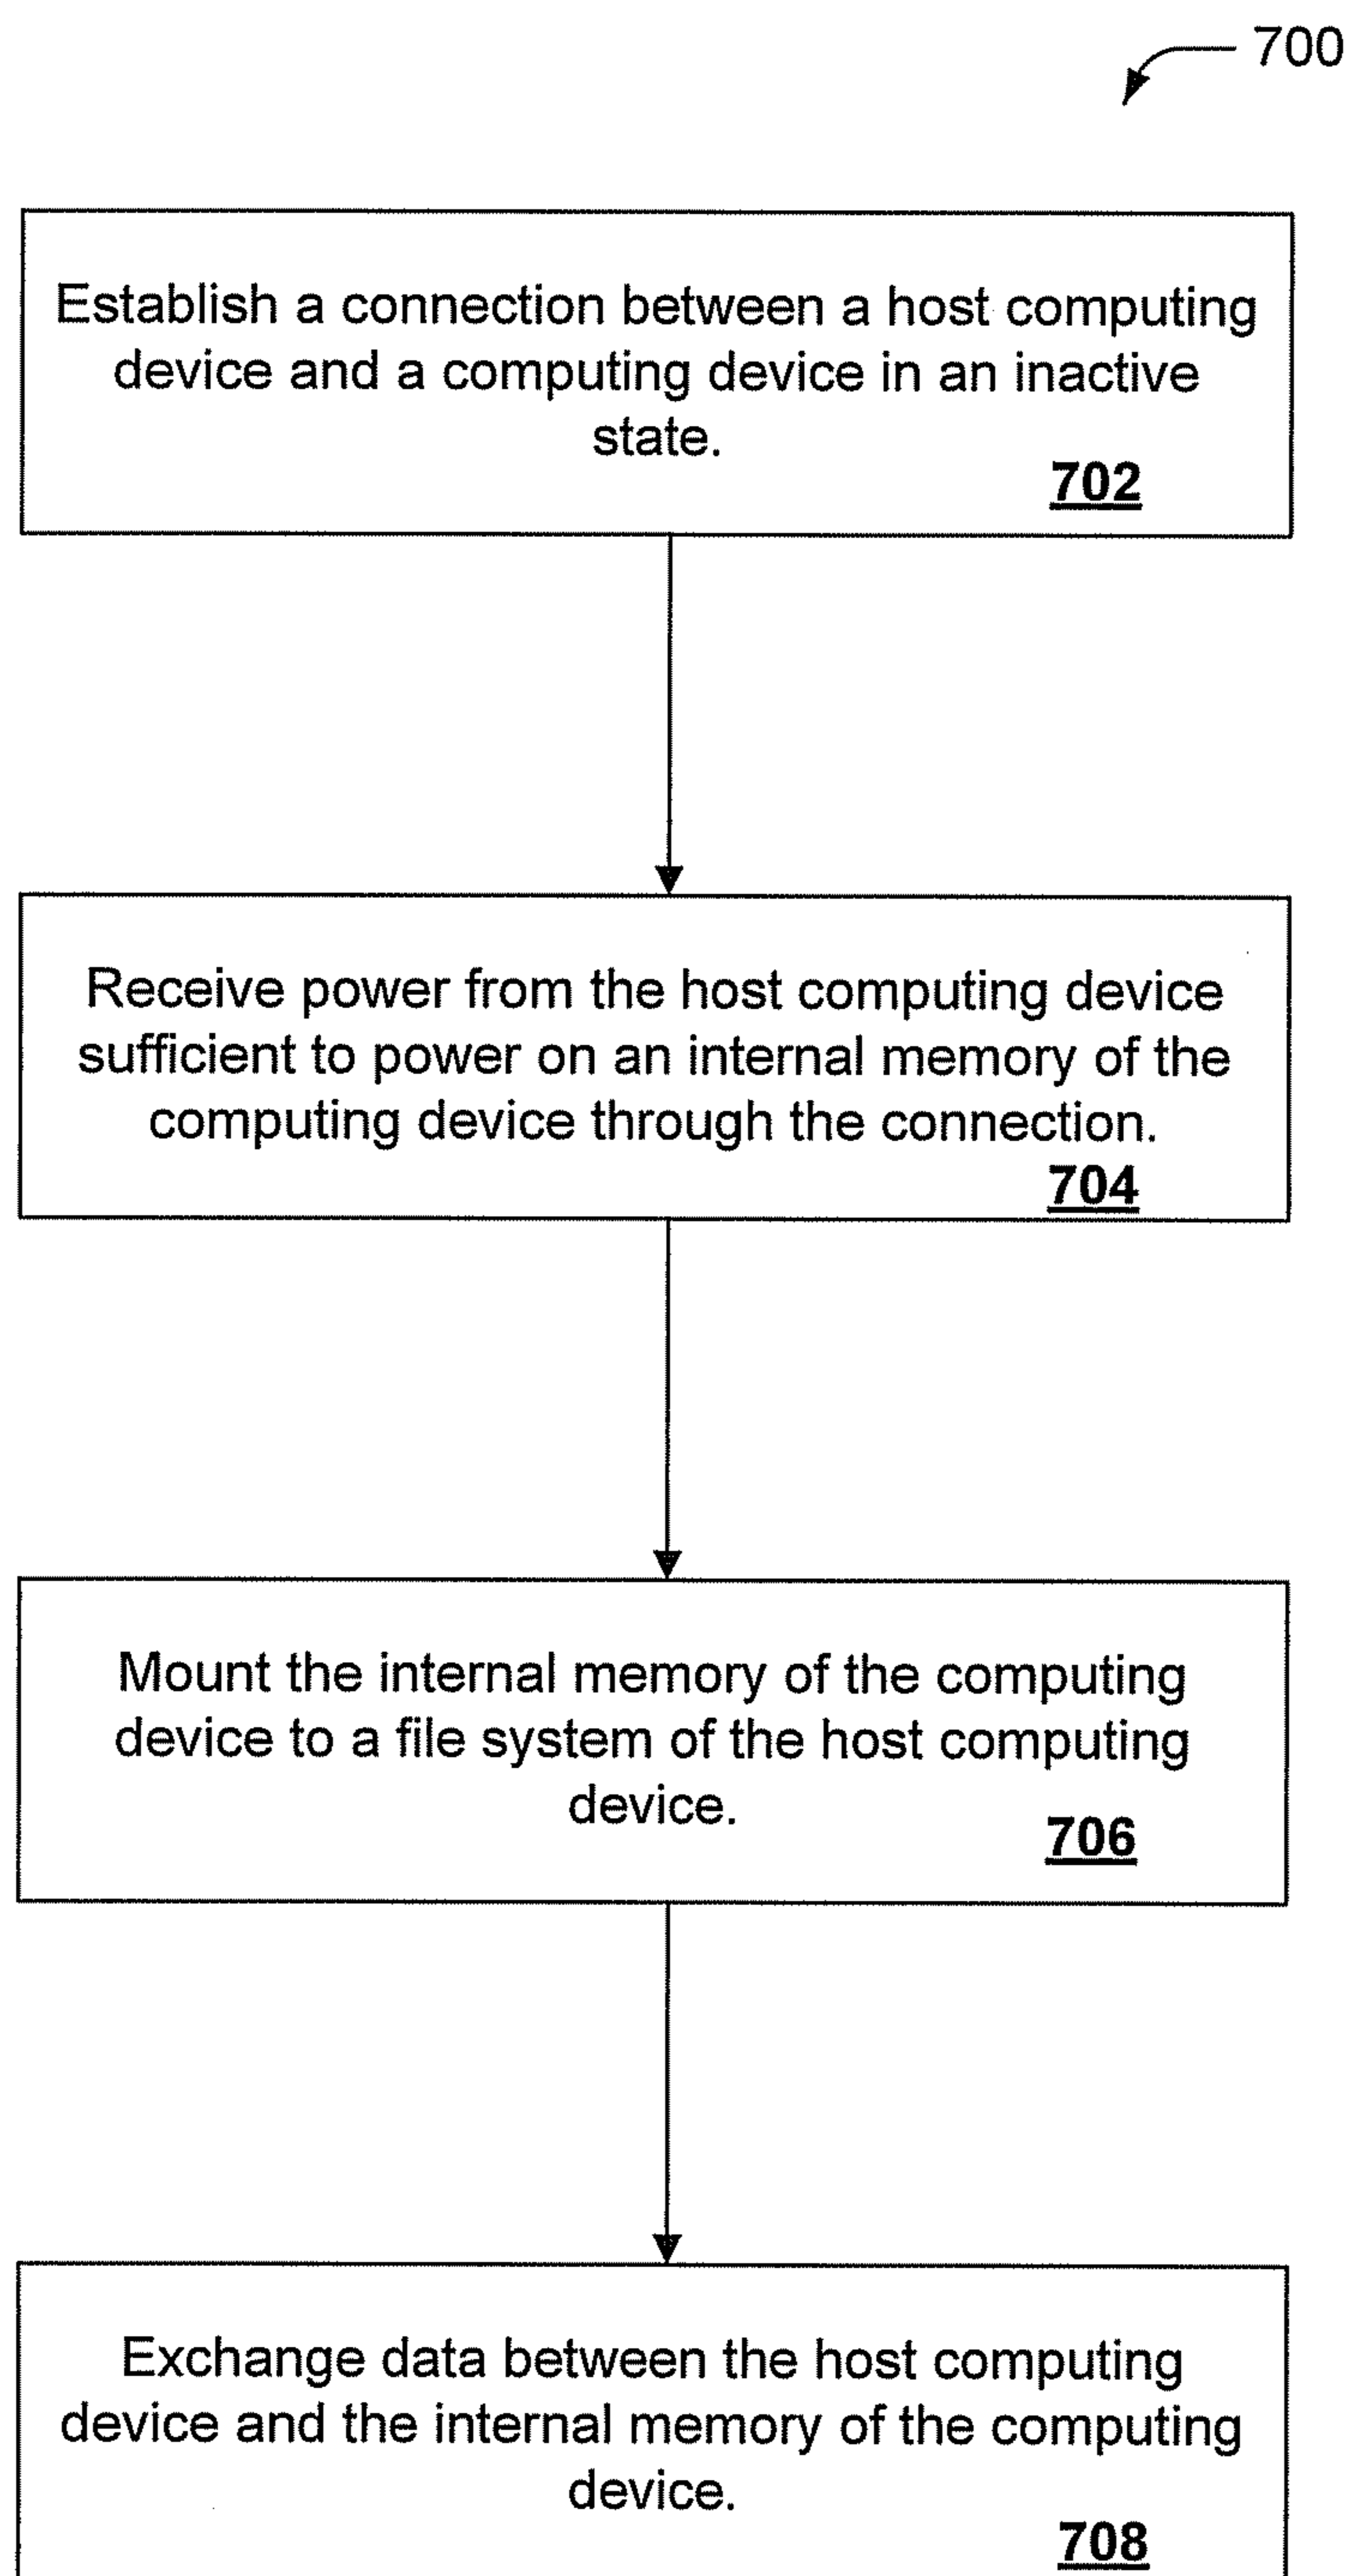 700
Establish a connection between a host computing
device and a computing device in an inactive
state.
702
Receive power from the host computing device
sufficient to power on an internal memory of the
computing device through the connection.
704
Mount the internal memory of the computing
device to a file system of the host computing
device.
706
Exchange data between the host computing
device and the internal memory of the computing
device.
708